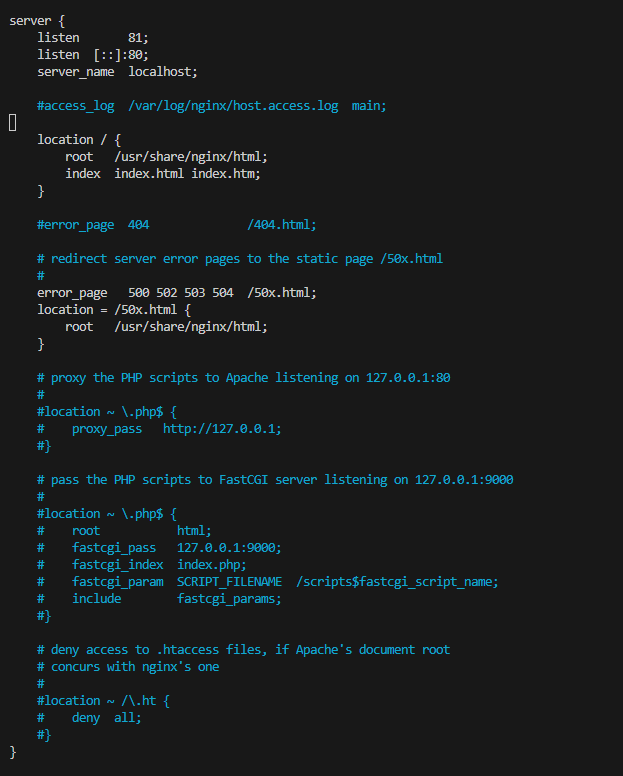 server {
    listen       81;
    listen  [::]:80;
    server_name  localhost;

    #access_log  /var/log/nginx/host.access.log  main;

    location / {
        root   /usr/share/nginx/html;
        index  index.html index.htm;
    }

    #error_page  404              /404.html;

    # redirect server error pages to the static page /50x.html
    #
    error_page   500 502 503 504  /50x.html;
    location = /50x.html {
        root   /usr/share/nginx/html;
    }

    # proxy the PHP scripts to Apache listening on 127.0.0.1:80
    #
    #location ~ \.php$ {
    #    proxy_pass   http://127.0.0.1;
    #}

    # pass the PHP scripts to FastCGI server listening on 127.0.0.1:9000
    #
    #location ~ \.php$ {
    #    root           html;
    #    fastcgi_pass   127.0.0.1:9000;
    #    fastcgi_index  index.php;
    #    fastcgi_param  SCRIPT_FILENAME  /scripts$fastcgi_script_name;
    #    include        fastcgi_params;
    #}

    # deny access to .htaccess files, if Apache's document root
    # concurs with nginx's one
    #
    #location ~ /\.ht {
    #    deny  all;
    #}
}